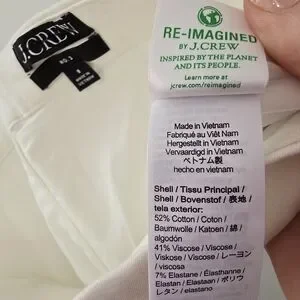 J.CREW
MADE IN
VIETNAM
RE-IMAGINED
BY J.CREW
INSPIRED BY THE PLANET
AND ITS PEOPLE.
Learn more at
jcrew.com/reimagined
Made in Vietnam
Fabriqué au Viêt Nam
Hergestellt in Vietnam
Vervaardigd in Vietnam
ベトナム製
hecho en vietnam
Shell / Tissu Principal /
Shell / Bovenstof / 表地 /
tela exterior:
52% Cotton / Coton /
Baumwolle / Katoen / 綿 /
algodón
41% Viscose / Viscose /
Viskose / Viscose / レーヨン
/ viscosa
7% Elastane / Élasthanne /
Elastan / Elastaan / ポリウ
レタン / elastano